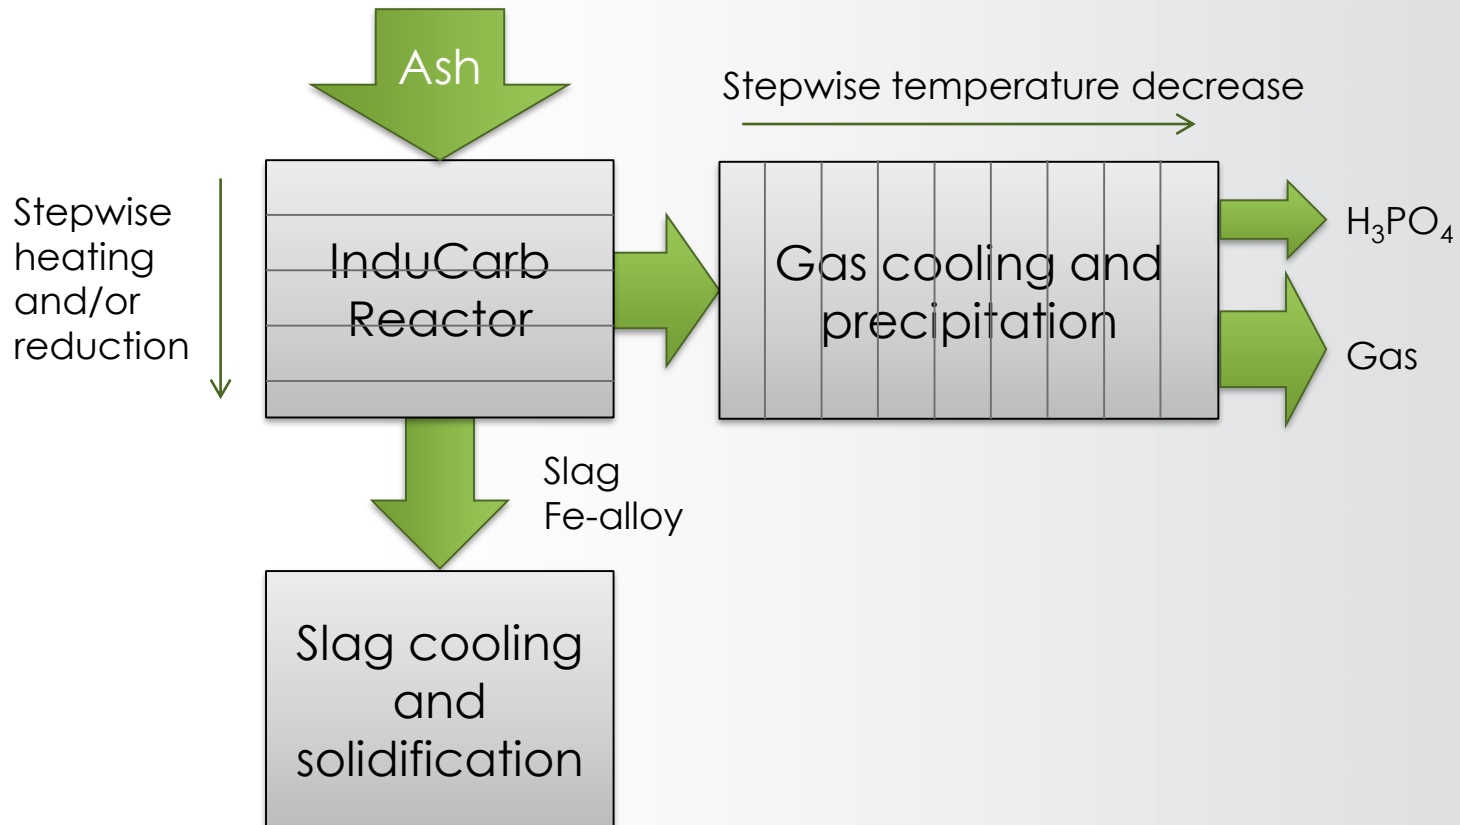 Ash
Stepwise temperature decrease
Stepwise
heating
and/or
reduction
InduCarb
Reactor
Gas cooling and
precipitation
H₃PO₄
Gas
Slag
Fe-alloy
Slag cooling
and
solidification